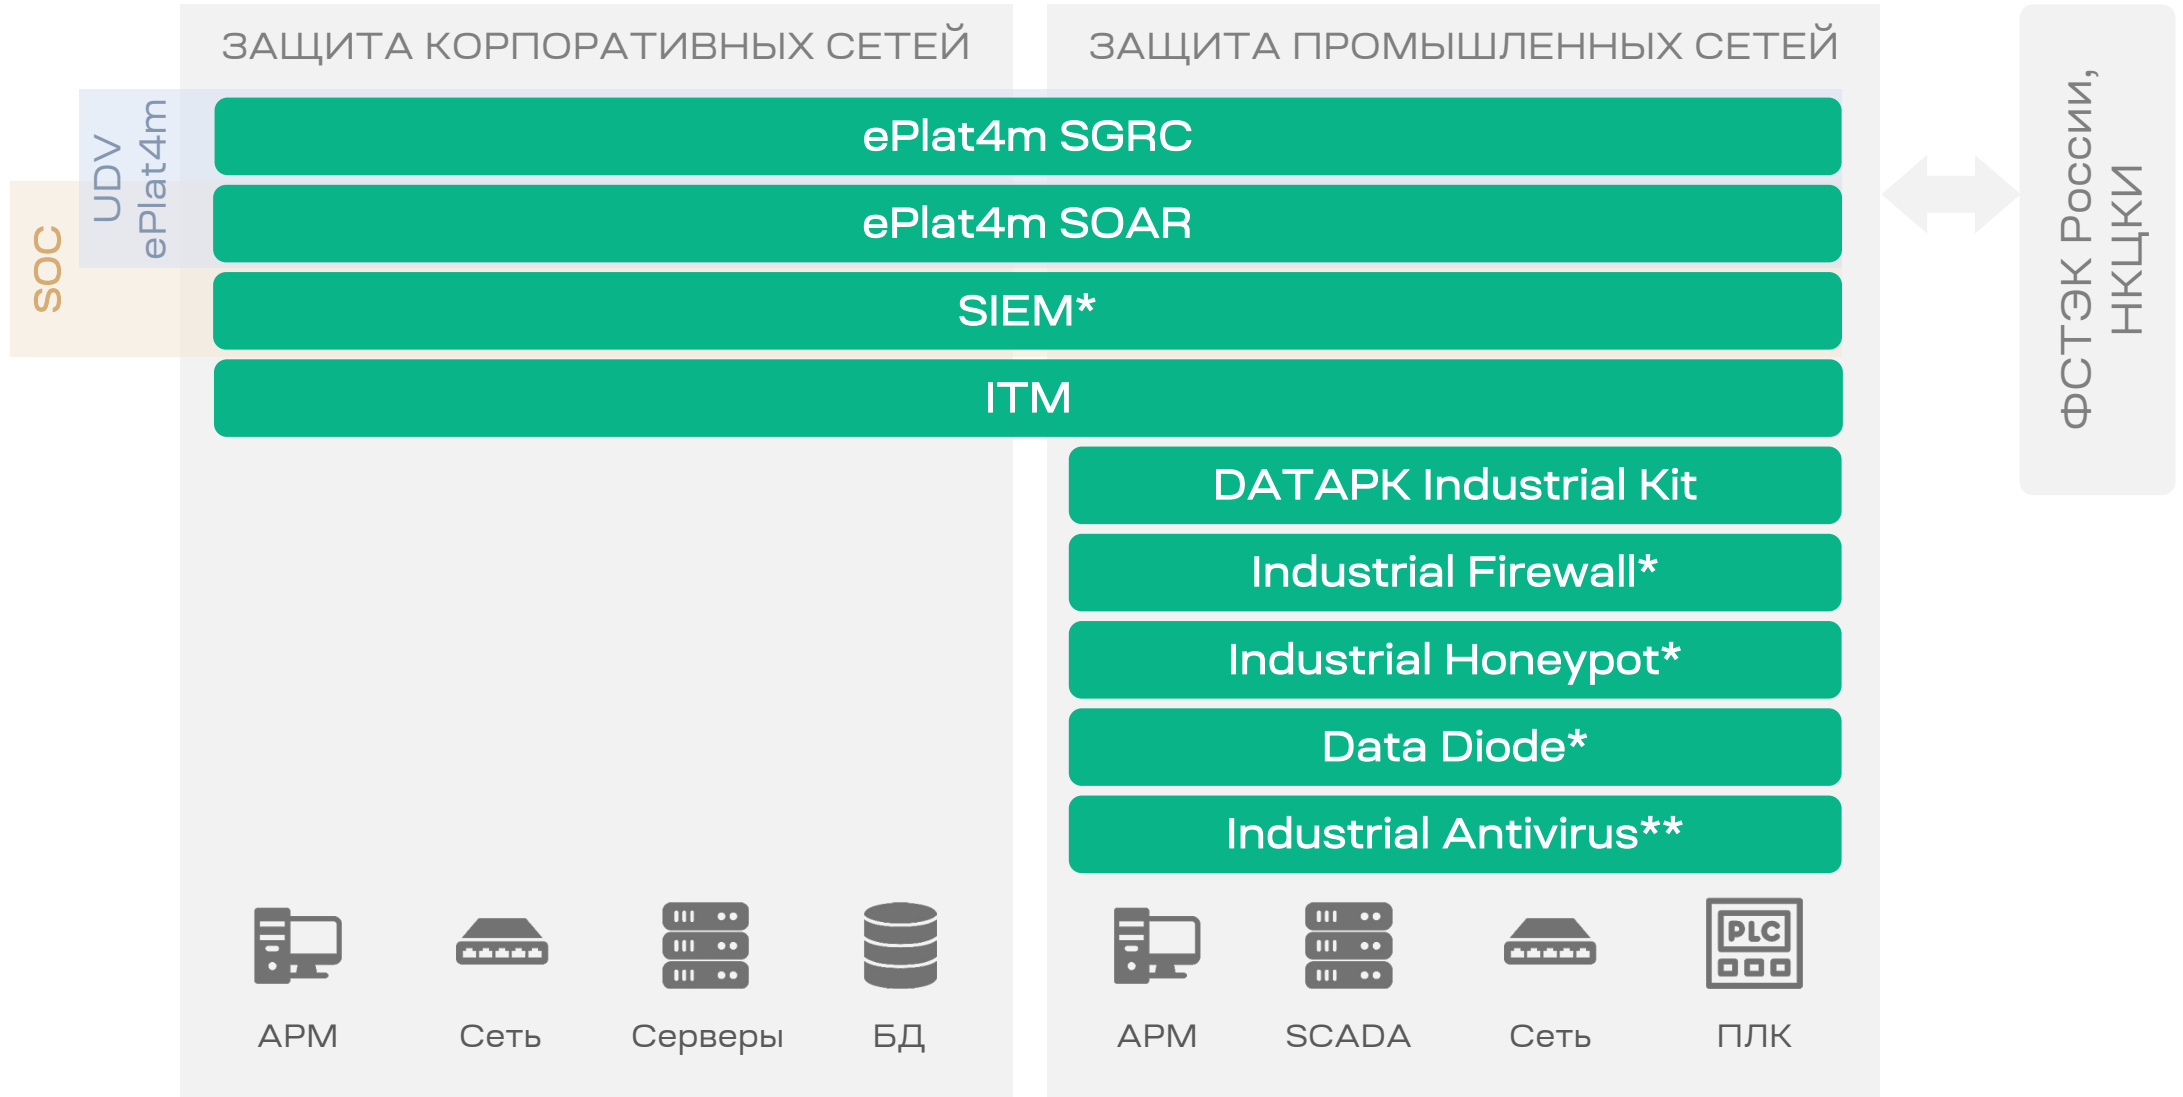 ЗАЩИТА КОРПОРАТИВНЫХ СЕТЕЙ
ЗАЩИТА ПРОМЫШЛЕННЫХ СЕТЕЙ
UDV
ePlat4m
SOC
ePlat4m SGRC
ePlat4m SOAR
SIEM*
ITM
DATAPK Industrial Kit
Industrial Firewall*
Industrial Honeypot*
Data Diode*
Industrial Antivirus**
ФСТЭК России,
НКЦКИ
PLC
АРМ
Сеть
Серверы
БД
АРМ
SCADA
Сеть
ПЛК